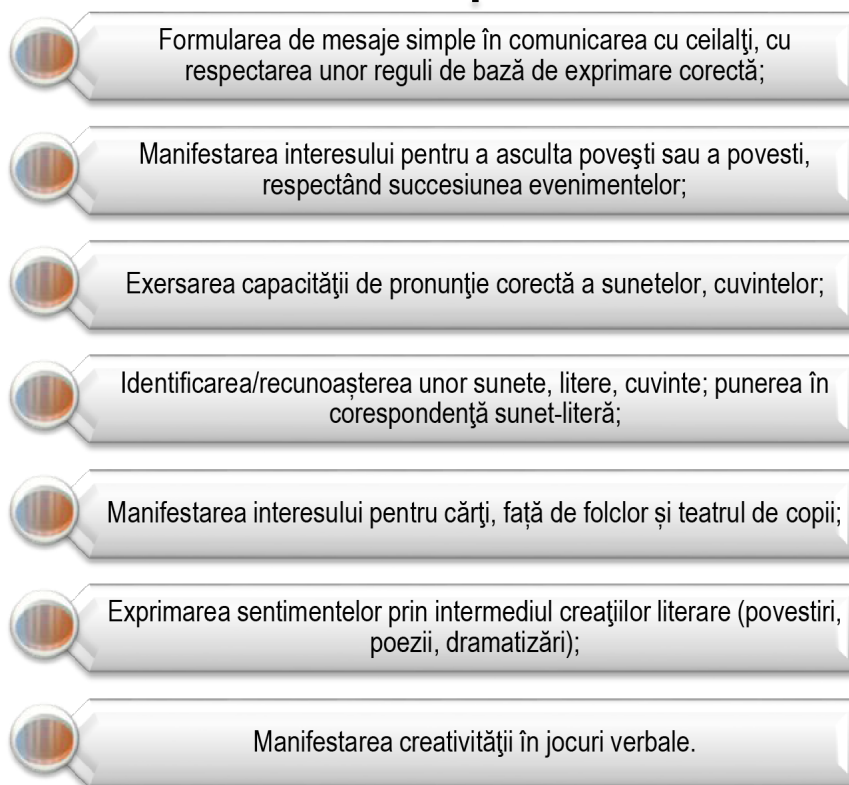 Formularea de mesaje simple în comunicarea cu ceilalţi, cu
respectarea unor reguli de bază de exprimare corectă;
Manifestarea interesului pentru a asculta poveşti sau a povesti,
respectând succesiunea evenimentelor;
Exersarea capacităţii de pronunţie corectă a sunetelor, cuvintelor;
Identificarea/recunoașterea unor sunete, litere, cuvinte; punerea în
corespondenţă sunet-literă;
Manifestarea interesului pentru cărţi, față de folclor și teatrul de copii;
Exprimarea sentimentelor prin intermediul creaţiilor literare (povestiri,
poezii, dramatizări);
Manifestarea creativităţii în jocuri verbale.